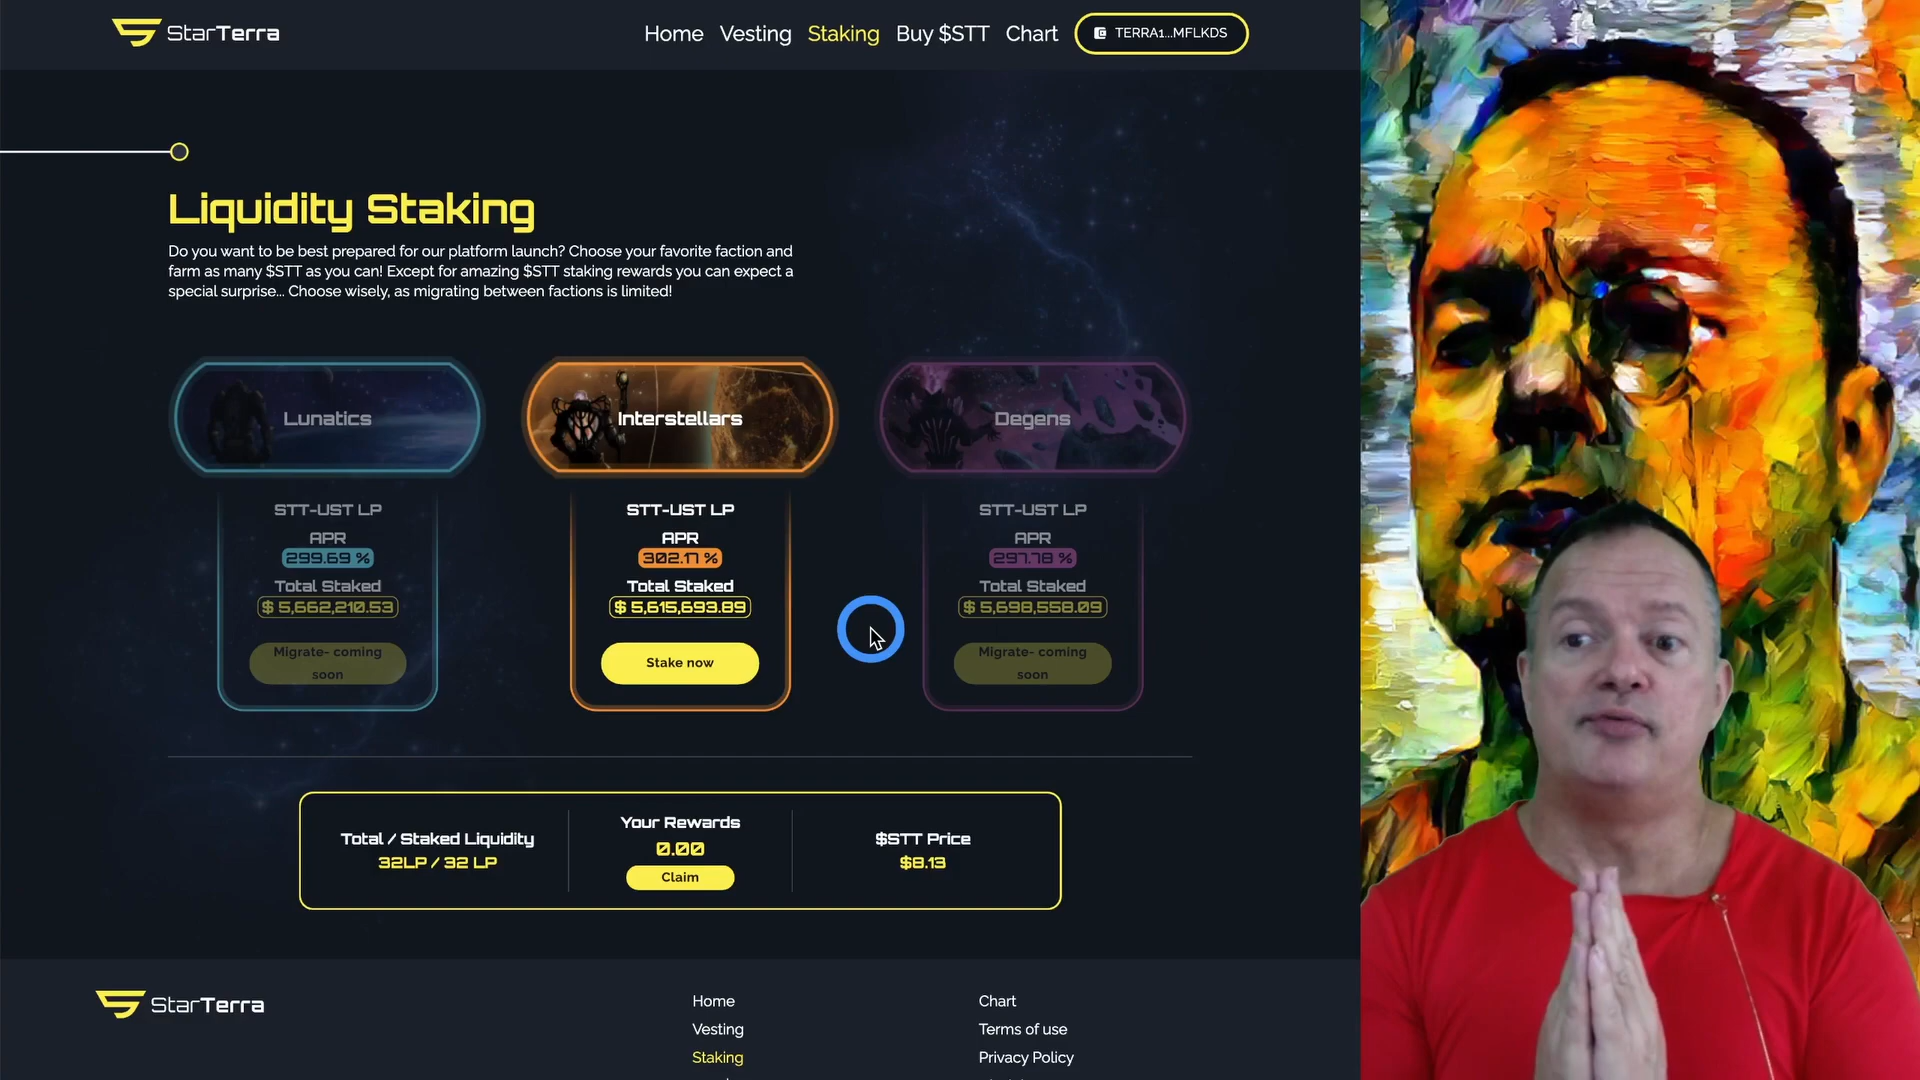 StarTerra
Home Vesting Staking Buy $STT Chart TERRA1...MFLKDS
Liquidity Staking
Do you want to be best prepared for our platform launch? Choose your favorite faction and
farm as many $STT as you can! Except for amazing $STT staking rewards you can expect a
special surprise... Choose wisely, as migrating between factions is limited!
Lunatics
STT-UST LP
APR
299.69 %
Total Staked
$ 5,662,210.53
Migrate- coming
soon
Interstellars
STT-UST LP
APR
302.17 %
Total Staked
$ 5,615,693.89
Stake now
Degens
STT-UST LP
APR
297.78 %
Total Staked
$ 5,698,558.09
Migrate- coming
soon
Total / Staked Liquidity
32LP / 32 LP
Your Rewards
0.00
Claim
$STT Price
$8.13
StarTerra
Home
Vesting
Staking
Chart
Terms of use
Privacy Policy